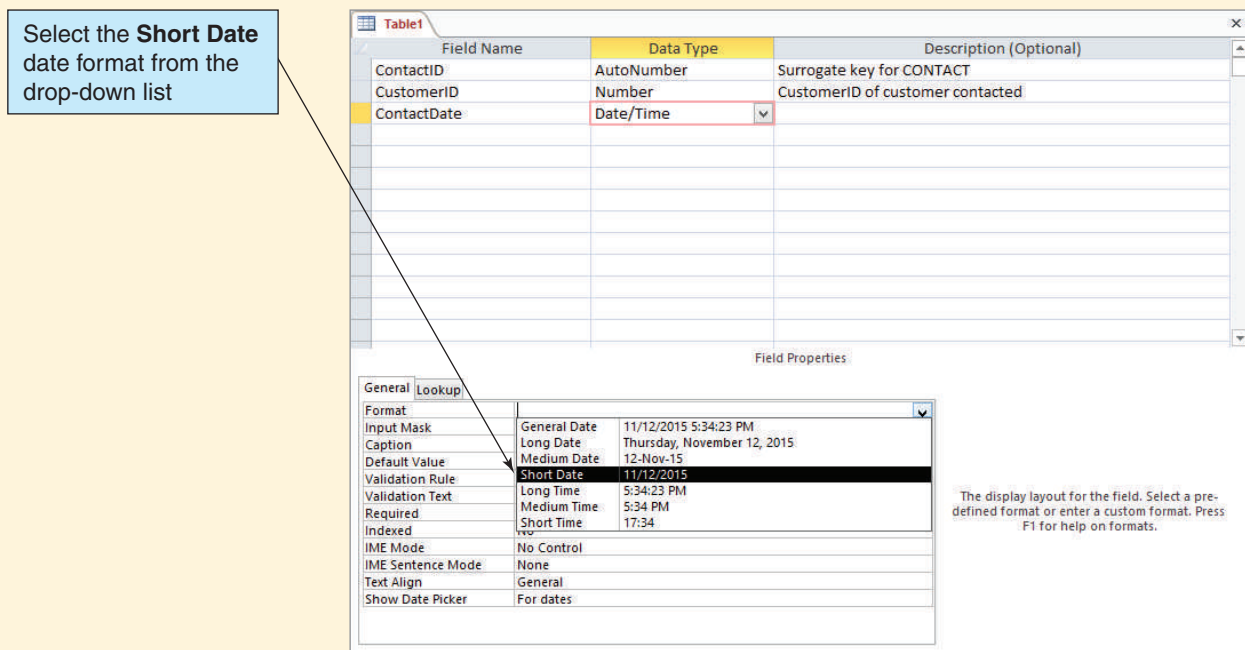 Select the Short Date
date format from the
drop-down list
Table1
Field Name Data Type Description (Optional)
ContactID AutoNumber Surrogate key for CONTACT
CustomerID Number CustomerID of customer contacted
ContactDate Date/Time
Field Properties
General Lookup
Format
Input Mask
Caption
Default Value
Validation Rule
Validation Text
Required
Indexed No
IME Mode No Control
IME Sentence Mode None
Text Align General
Show Date Picker For dates
General Date 11/12/2015 5:34:23 PM
Long Date Thursday, November 12, 2015
Medium Date 12-Nov-15
Short Date 11/12/2015
Long Time 5:34:23 PM
Medium Time 5:34 PM
Short Time 17:34
The display layout for the field. Select a pre-
defined format or enter a custom format. Press
F1 for help on formats.